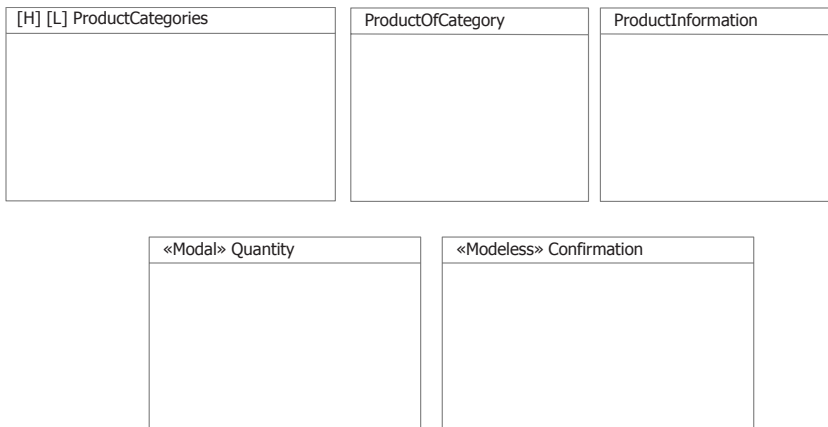 [H] [L] ProductCategories
ProductOfCategory
ProductInformation
«Modal» Quantity
«Modeless» Confirmation